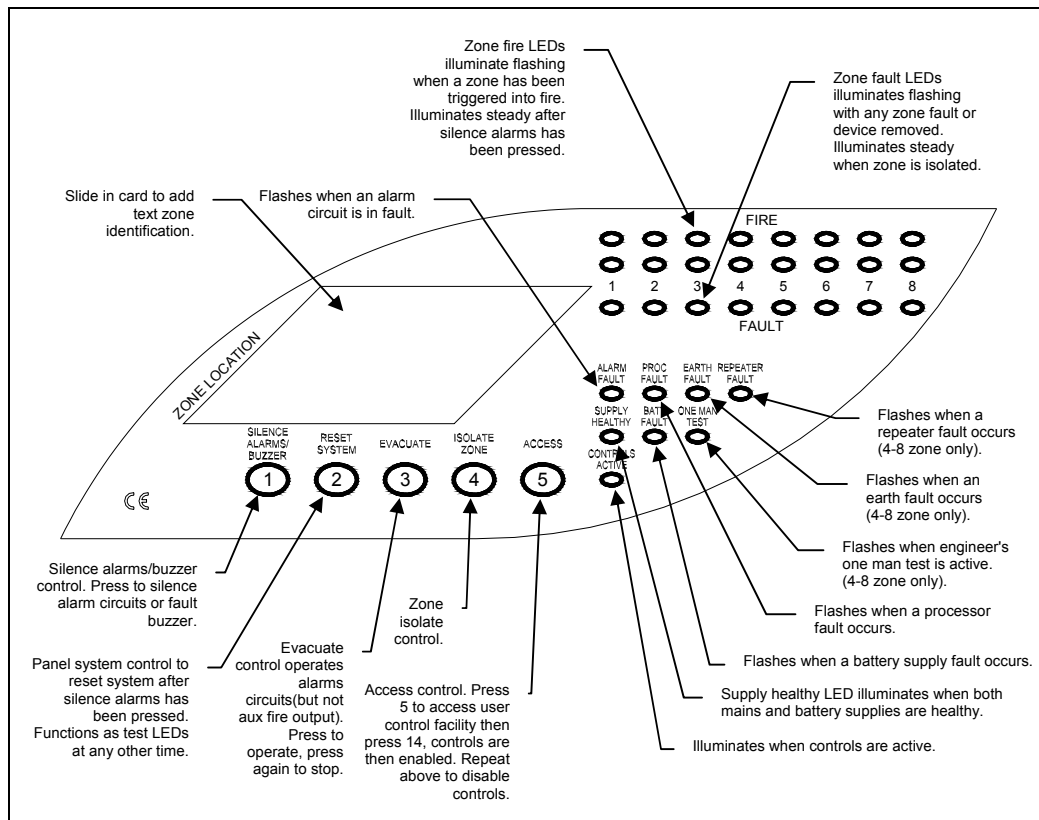 Zone fire LEDs
illuminate flashing
when a zone has been
triggered into fire.
Illuminates steady after
silence alarms has
been pressed.
Zone fault LEDs
illuminates flashing
with any zone fault or
device removed.
Illuminates steady
when zone is isolated.
Slide in card to add
text zone
identification.
Flashes when an alarm
circuit is in fault.
FIRE
1 2 3 4 5 6 7 8
FAULT
ZONE LOCATION
ALARM
FAULT
PROC
FAULT
EARTH
FAULT
REPEATER
FAULT
SUPPLY
HEALTHY
BATT
FAULT
ONE MAN
TEST
CONTROLS
ACTIVE
SILENCE
ALARMS/
BUZZER
RESET
SYSTEM
EVACUATE
ISOLATE
ZONE
ACCESS
1 2 3 4 5
CE
Flashes when a
repeater fault occurs
(4-8 zone only).
Flashes when an
earth fault occurs
(4-8 zone only).
Flashes when engineer's
one man test is active.
(4-8 zone only).
Flashes when a processor
fault occurs.
Flashes when a battery supply fault occurs.
Supply healthy LED illuminates when both
mains and battery supplies are healthy.
Illuminates when controls are active.
Silence alarms/buzzer
control. Press to silence
alarm circuits or fault
buzzer.
Panel system control to
reset system after
silence alarms has
been pressed.
Functions as test LEDs
at any other time.
Evacuate
control operates
alarms
circuits(but not
aux fire output).
Press to
operate, press
again to stop.
Zone
isolate
control.
Access control. Press
5 to access user
control facility then
press 14, controls are
then enabled. Repeat
above to disable
controls.